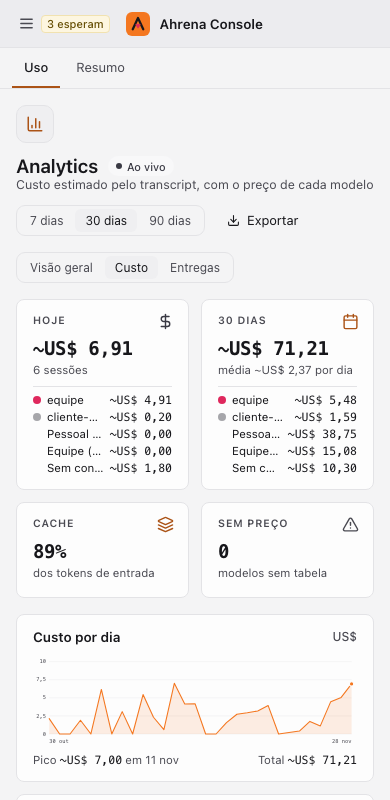 3 esperam
Ahrena Console
Uso
Resumo
Analytics
Ao vivo
Custo estimado pelo transcript, com o preço de cada modelo
7 dias
30 dias
90 dias
Exportar
Visão geral
Custo
Entregas
HOJE
~US$ 6,91
6 sessões
equipe ~US$ 4,91
cliente-... ~US$ 0,20
Pessoal ... ~US$ 0,00
Equipe (... ~US$ 0,00
Sem con... ~US$ 1,80
30 DIAS
~US$ 71,21
média ~US$ 2,37 por dia
equipe ~US$ 5,48
cliente-... ~US$ 1,59
Pessoa... ~US$ 38,75
Equipe... ~US$ 15,08
Sem c... ~US$ 10,30
CACHE
89%
dos tokens de entrada
SEM PREÇO
0
modelos sem tabela
Custo por dia
US$
10
7,5
5
2,5
0
30 out
28 nov
Pico ~US$ 7,00 em 11 nov
Total ~US$ 71,21